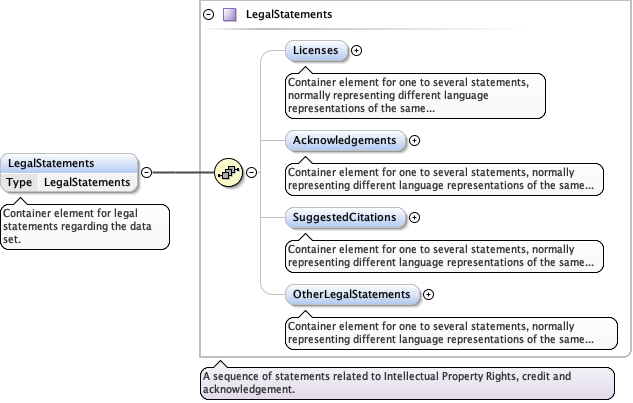 LegalStatements
Licenses
Container element for one to several statements,
normally representing different language
representations of the same...
Acknowledgements
Container element for one to several statements, normally
representing different language representations of the same...
LegalStatements
Type LegalStatements
Container element for legal
statements regarding the data
set.
SuggestedCitations
Container element for one to several statements, normally
representing different language representations of the same...
OtherLegalStatements
Container element for one to several statements, normally
representing different language representations of the same...
A sequence of statements related to Intellectual Property Rights, credit and
acknowledgement.